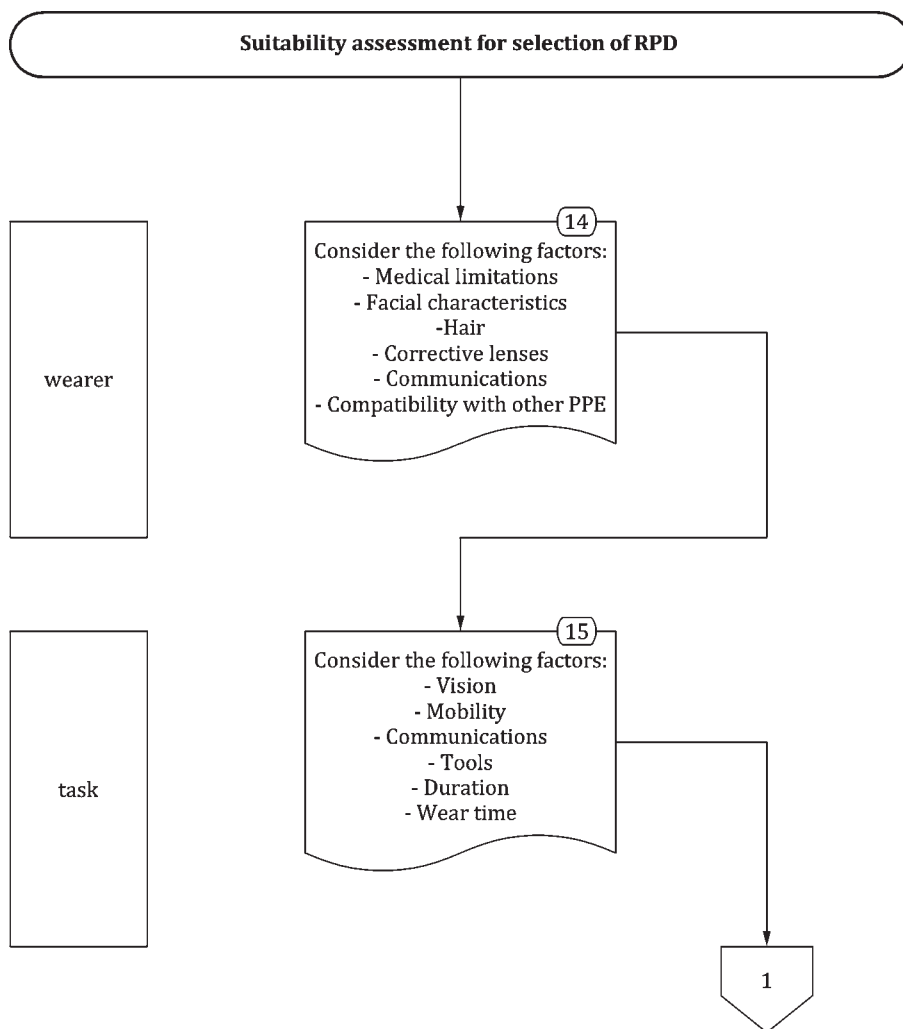 Suitability assessment for selection of RPD
14
Consider the following factors:
- Medical limitations
- Facial characteristics
-Hair
- Corrective lenses
- Communications
- Compatibility with other PPE
wearer
15
Consider the following factors:
- Vision
- Mobility
- Communications
- Tools
- Duration
- Wear time
task
1